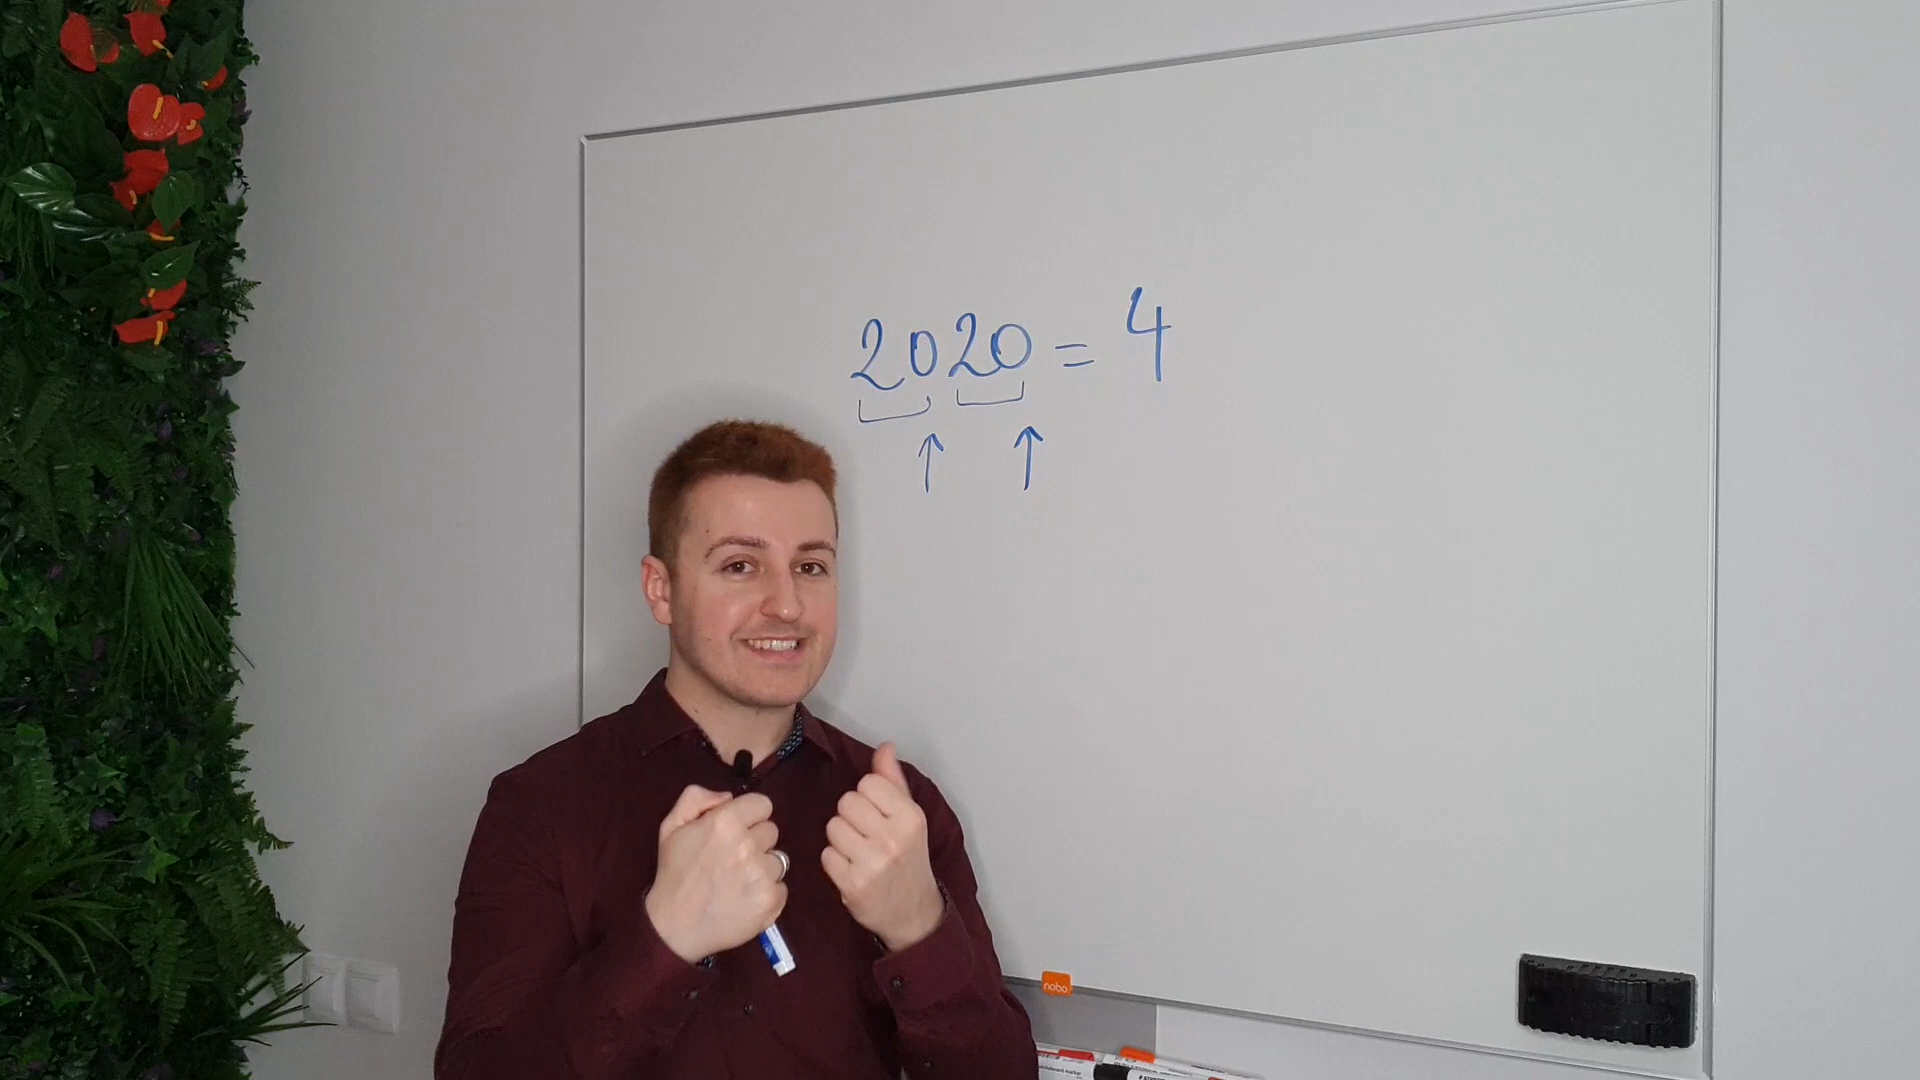 2020 = 4
↑ ↑
nobo